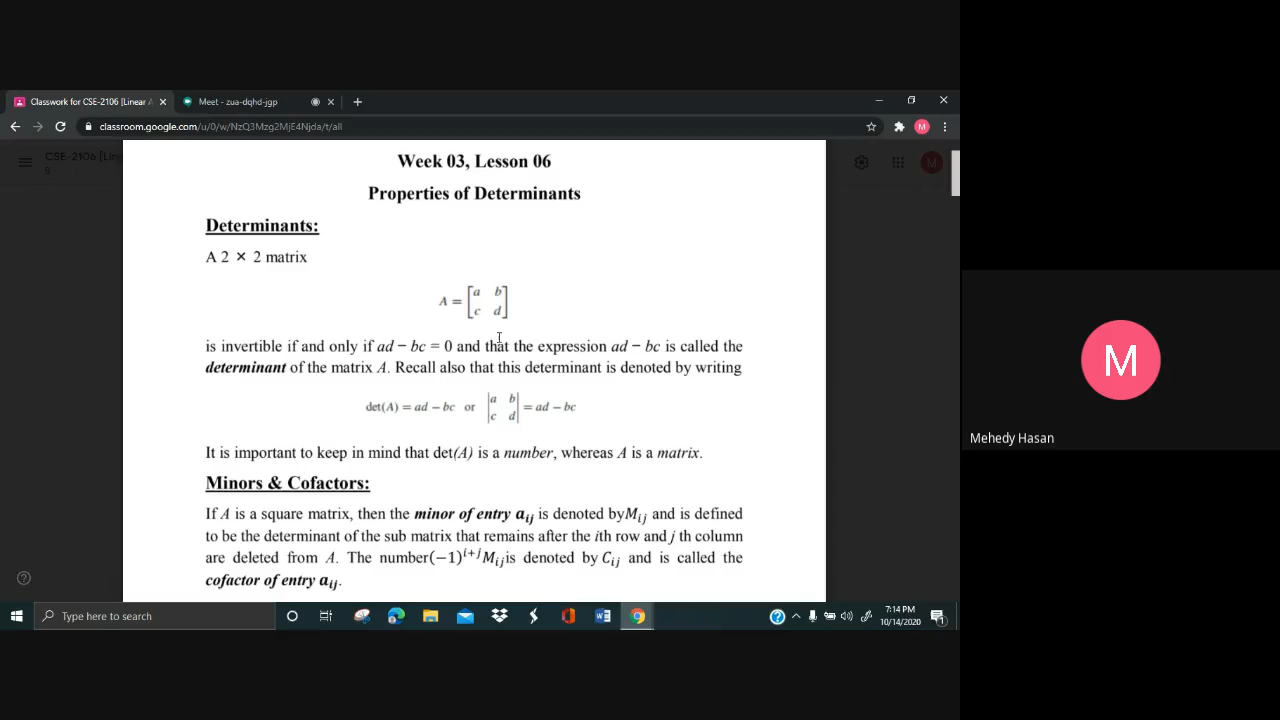 Classwork for CSE-2106 [Linear A
Meet - zua-dqhd-jgp
classroom.google.com/u/0/w/NzQ3Mzg2MjE4Njda/t/all
M
CSE-2106 [Lin
9
M
Week 03, Lesson 06
Properties of Determinants
Determinants:
A 2 × 2 matrix
A = [a b
c d]
is invertible if and only if ad − bc = 0 and that the expression ad − bc is called the
determinant of the matrix A. Recall also that this determinant is denoted by writing
det(A) = ad − bc or |a b
c d| = ad − bc
It is important to keep in mind that det(A) is a number, whereas A is a matrix.
Minors & Cofactors:
If A is a square matrix, then the minor of entry aᵢⱼ is denoted byMᵢⱼ and is defined
to be the determinant of the sub matrix that remains after the ith row and j th column
are deleted from A. The number(−1)ⁱ⁺ʲMᵢⱼis denoted by Cᵢⱼ and is called the
cofactor of entry aᵢⱼ.
M
Mehedy Hasan
Type here to search
7:14 PM
10/14/2020
1